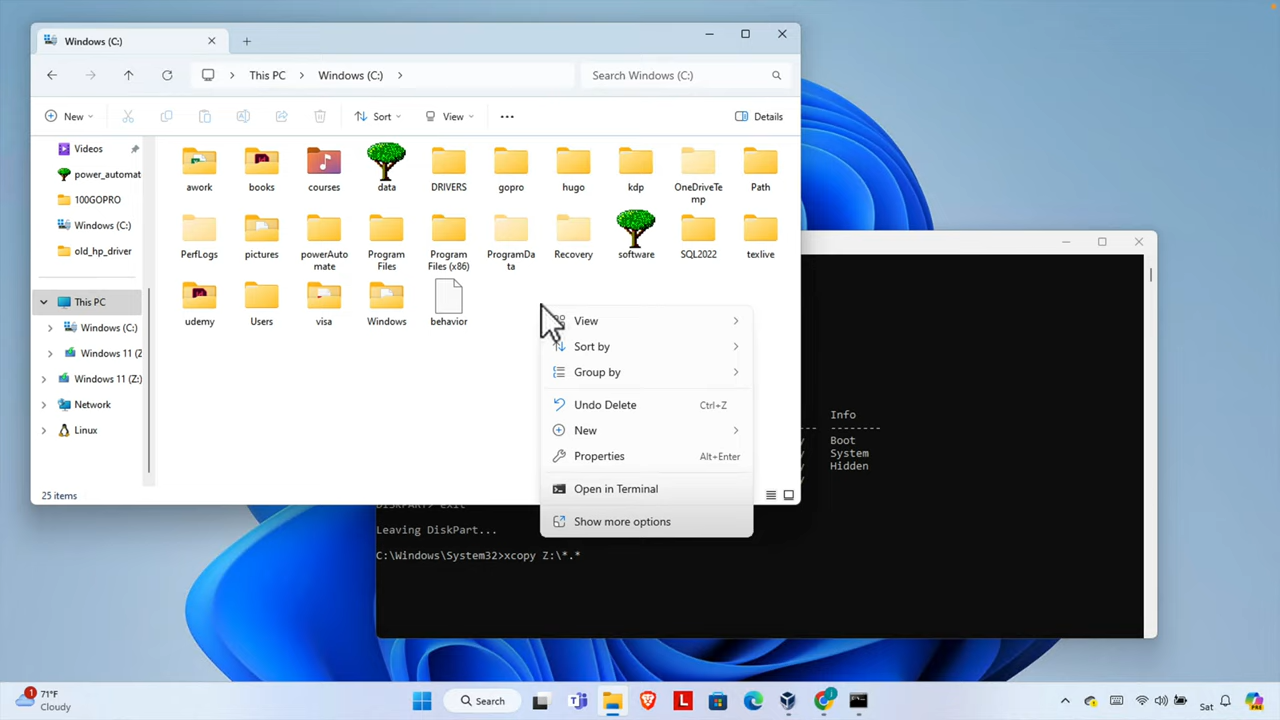 Windows (C:)
This PC
Windows (C:)
Search Windows (C:)
New
Sort
View
Details
Videos
power_automat
100GOPRO
Windows (C:)
old_hp_driver
This PC
Windows (C:)
Windows 11 (Z
Windows 11 (Z:)
Network
Linux
awork
books
courses
data
DRIVERS
gopro
hugo
kdp
OneDriveTe
mp
Path
PerfLogs
pictures
powerAuto
mate
Program
Files
Program
Files (x86)
ProgramDa
ta
Recovery
software
SQL2022
texlive
udemy
Users
visa
Windows
behavior
25 items
View
Sort by
Group by
Undo Delete Ctrl+Z
New
Properties Alt+Enter
Open in Terminal
Show more options
Info
--------
y Boot
y System
y Hidden
y
DISKPART> exit
Leaving DiskPart...
C:\Windows\System32>xcopy Z:\*.*
1
71°F
Cloudy
Search
L
Sat
PRE